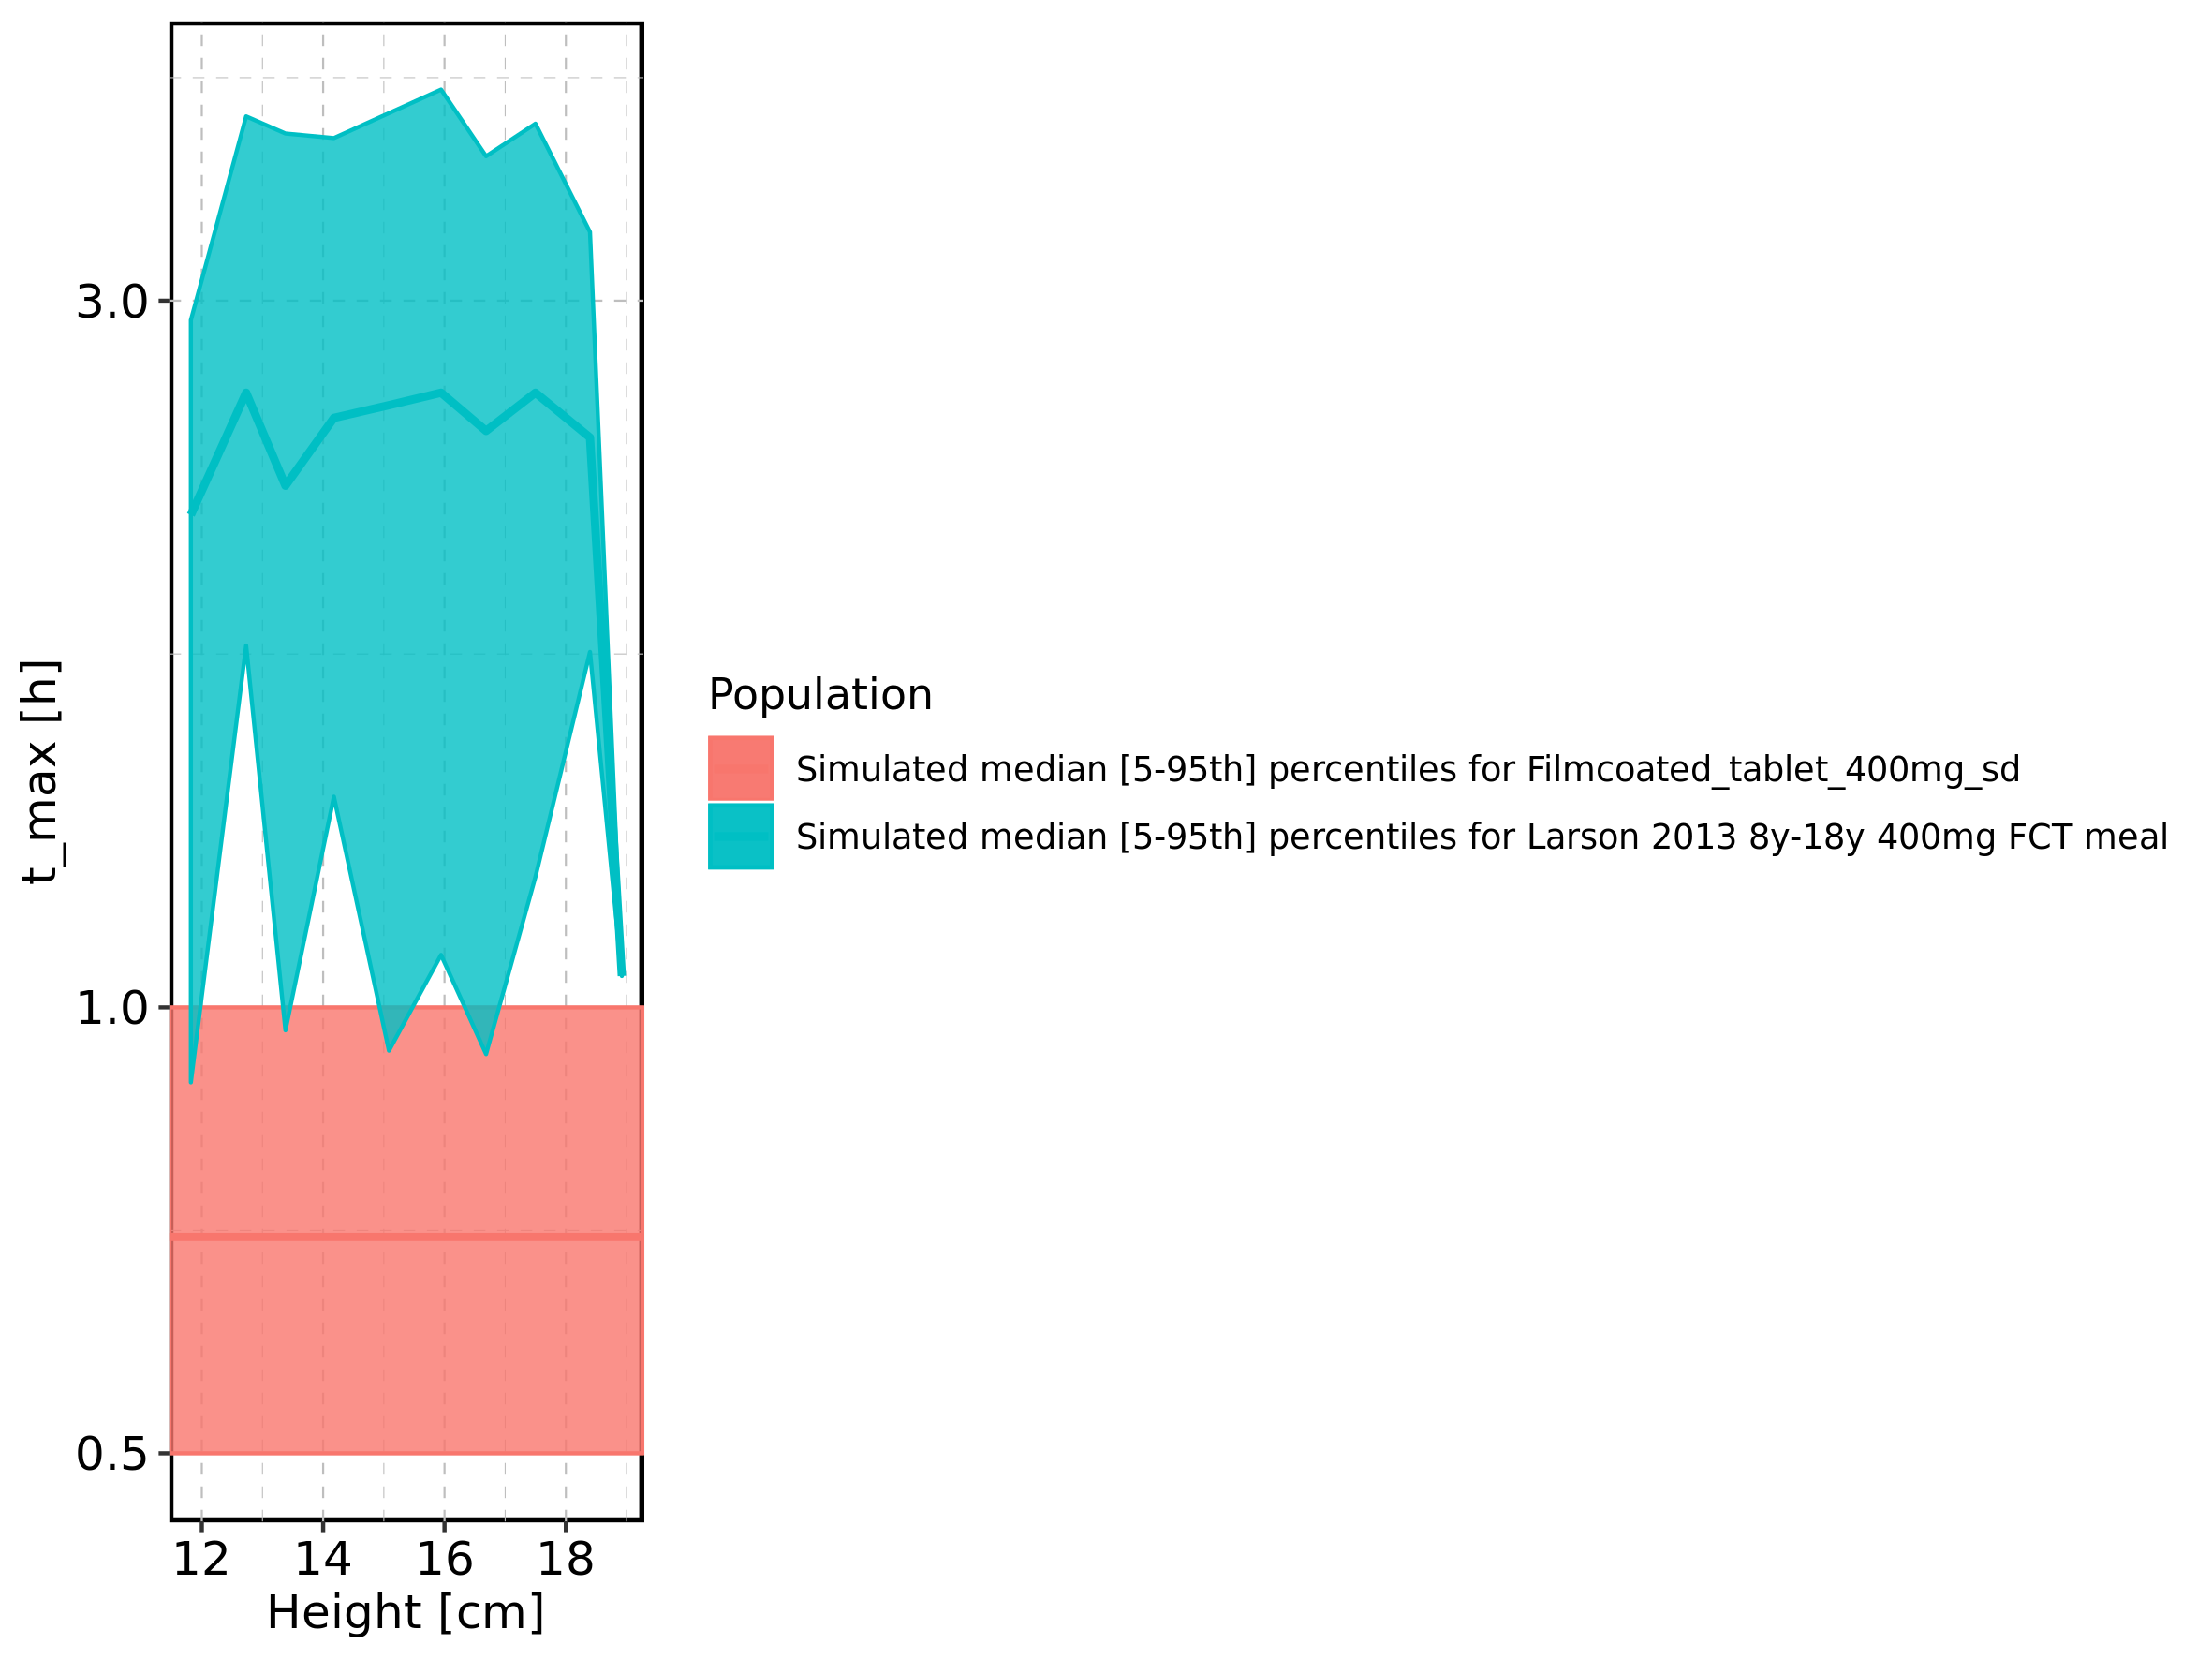 3.0
1.0
0.5
t_max [h]
12 14 16 18
Height [cm]
Population
Simulated median [5-95th] percentiles for Filmcoated_tablet_400mg_sd
Simulated median [5-95th] percentiles for Larson 2013 8y-18y 400mg FCT meal